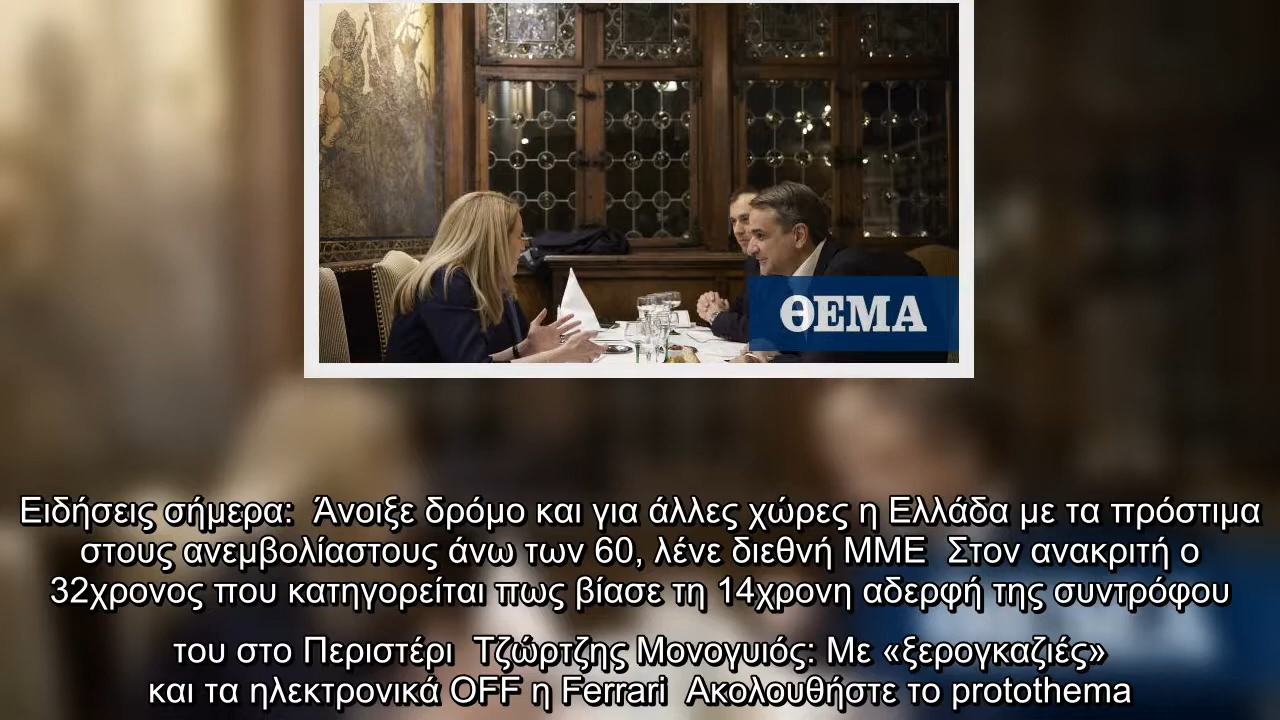 ΘΕΜΑ
Ειδήσεις σήμερα: Άνοιξε δρόμο και για άλλες χώρες η Ελλάδα με τα πρόστιμα
στους ανεμβολίαστους άνω των 60, λένε διεθνή ΜΜΕ Στον ανακριτή ο
32χρονος που κατηγορείται πως βίασε τη 14χρονη αδερφή της συντρόφου
του στο Περιστέρι Τζώρτζης Μονογυιός: Με «ξερογκαζιές»
και τα ηλεκτρονικά OFF η Ferrari Ακολουθήστε το protothema